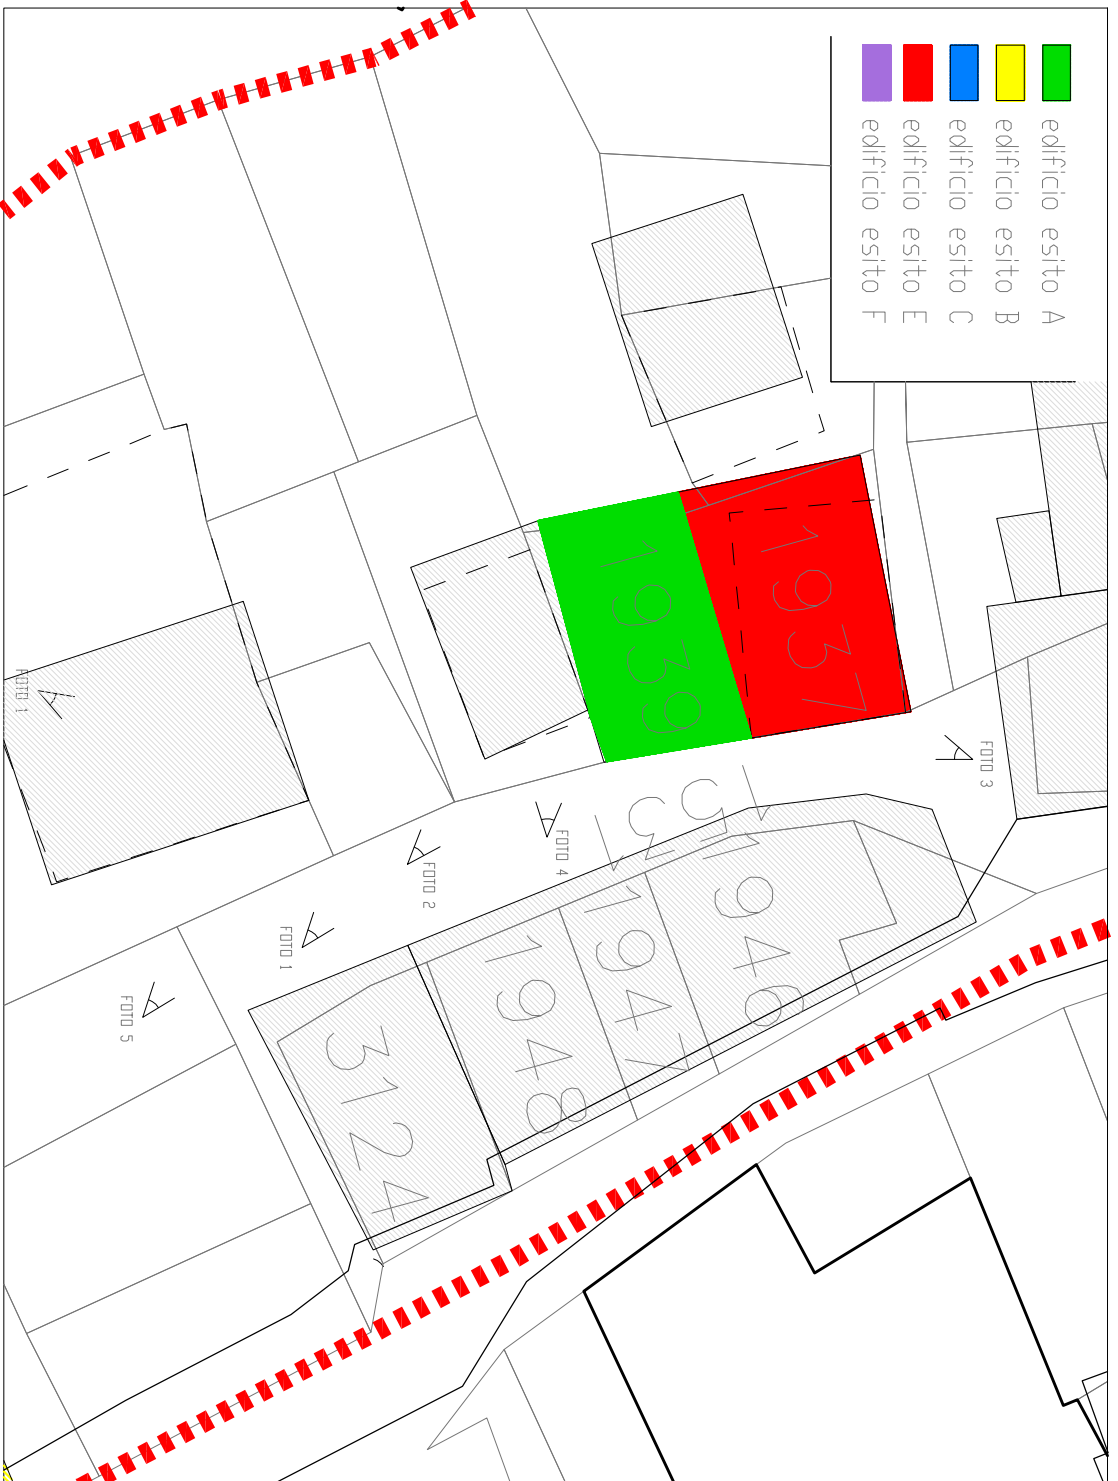 edificio esito A
edificio esito B
edificio esito C
edificio esito E
edificio esito F
1937
1939
FOTO 3
FOTO 4
FOTO 2
FOTO 1
FOTO 5
FOTO 1
1946
1947
1948
3124